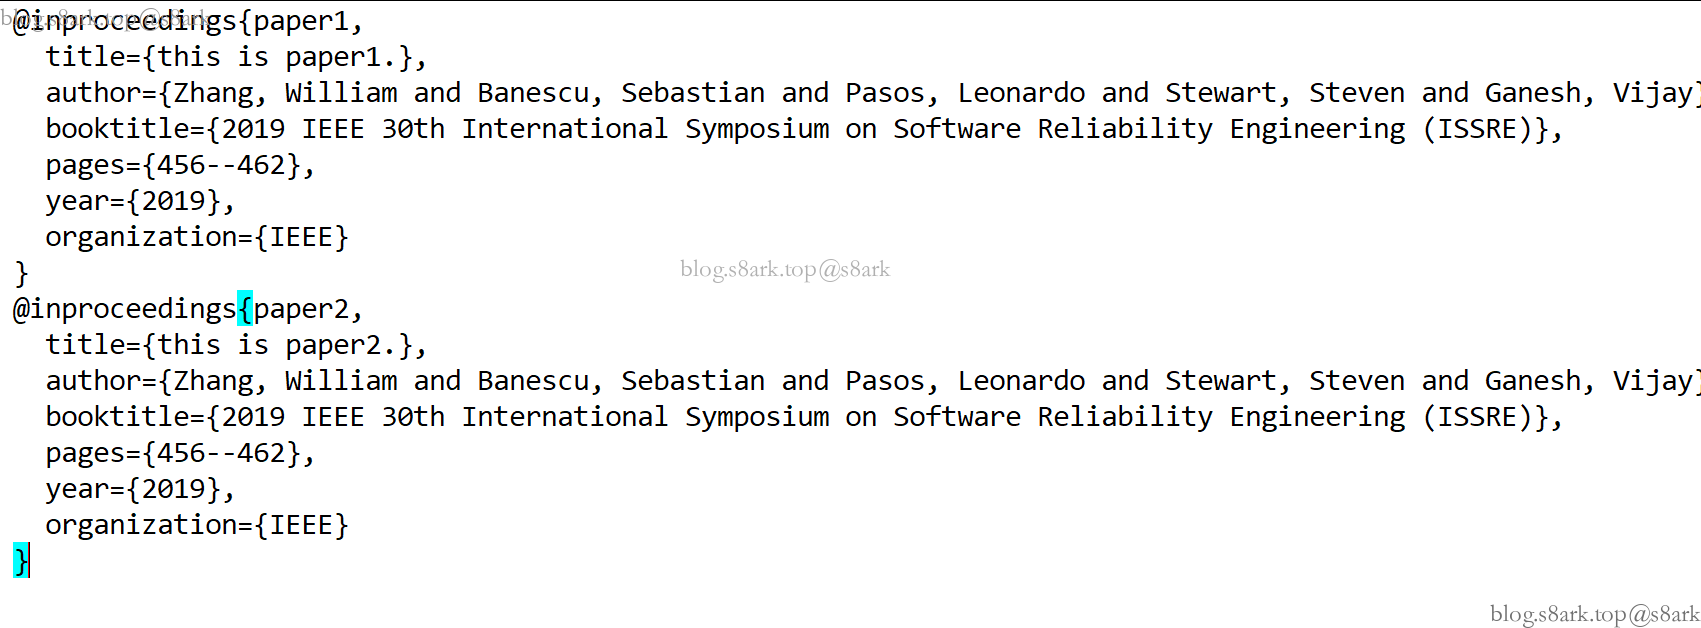 blog.s8ark.top@s8ark
@inproceedings{paper1,
  title={this is paper1.},
  author={Zhang, William and Banescu, Sebastian and Pasos, Leonardo and Stewart, Steven and Ganesh, Vijay}
  booktitle={2019 IEEE 30th International Symposium on Software Reliability Engineering (ISSRE)},
  pages={456--462},
  year={2019},
  organization={IEEE}
}
blog.s8ark.top@s8ark
@inproceedings{paper2,
  title={this is paper2.},
  author={Zhang, William and Banescu, Sebastian and Pasos, Leonardo and Stewart, Steven and Ganesh, Vijay}
  booktitle={2019 IEEE 30th International Symposium on Software Reliability Engineering (ISSRE)},
  pages={456--462},
  year={2019},
  organization={IEEE}
}
blog.s8ark.top@s8ark